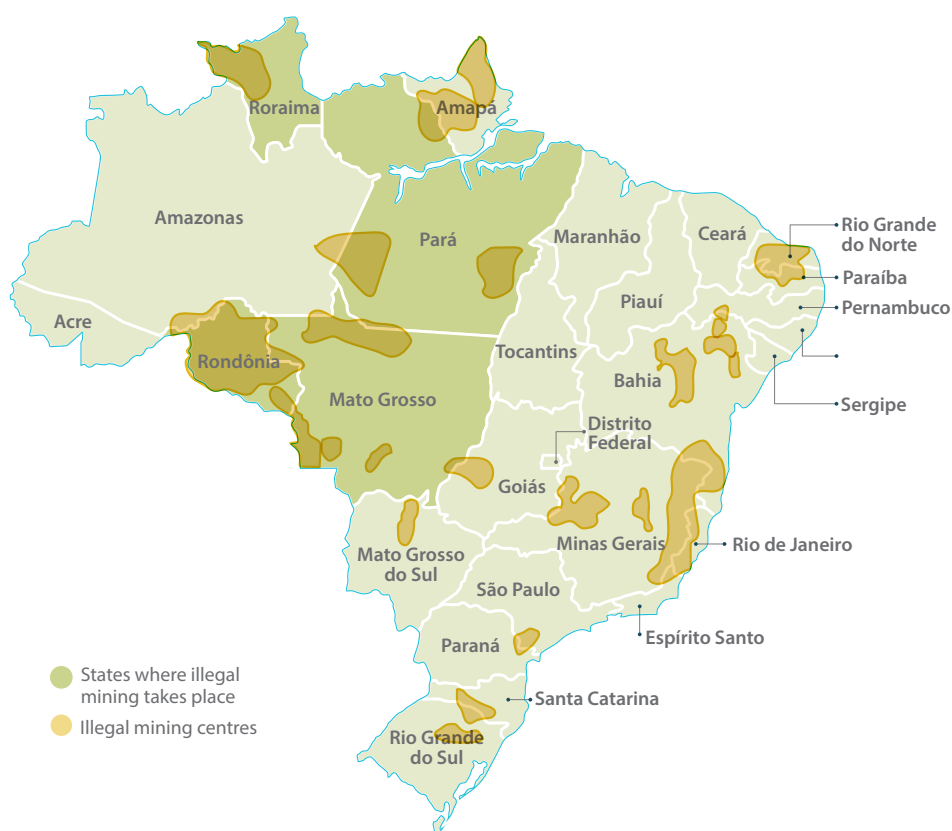 Roraima
Amapá
Amazonas
Pará
Maranhão
Ceará
Rio Grande
do Norte
Paraíba
Piauí
Pernambuco
Acre
Rondônia
Tocantins
Mato Grosso
Bahia
Sergipe
Distrito
Federal
Goiás
Minas Gerais
Rio de Janeiro
Mato Grosso
do Sul
São Paulo
Espírito Santo
Paraná
Santa Catarina
Rio Grande
do Sul
States where illegal
mining takes place
Illegal mining centres